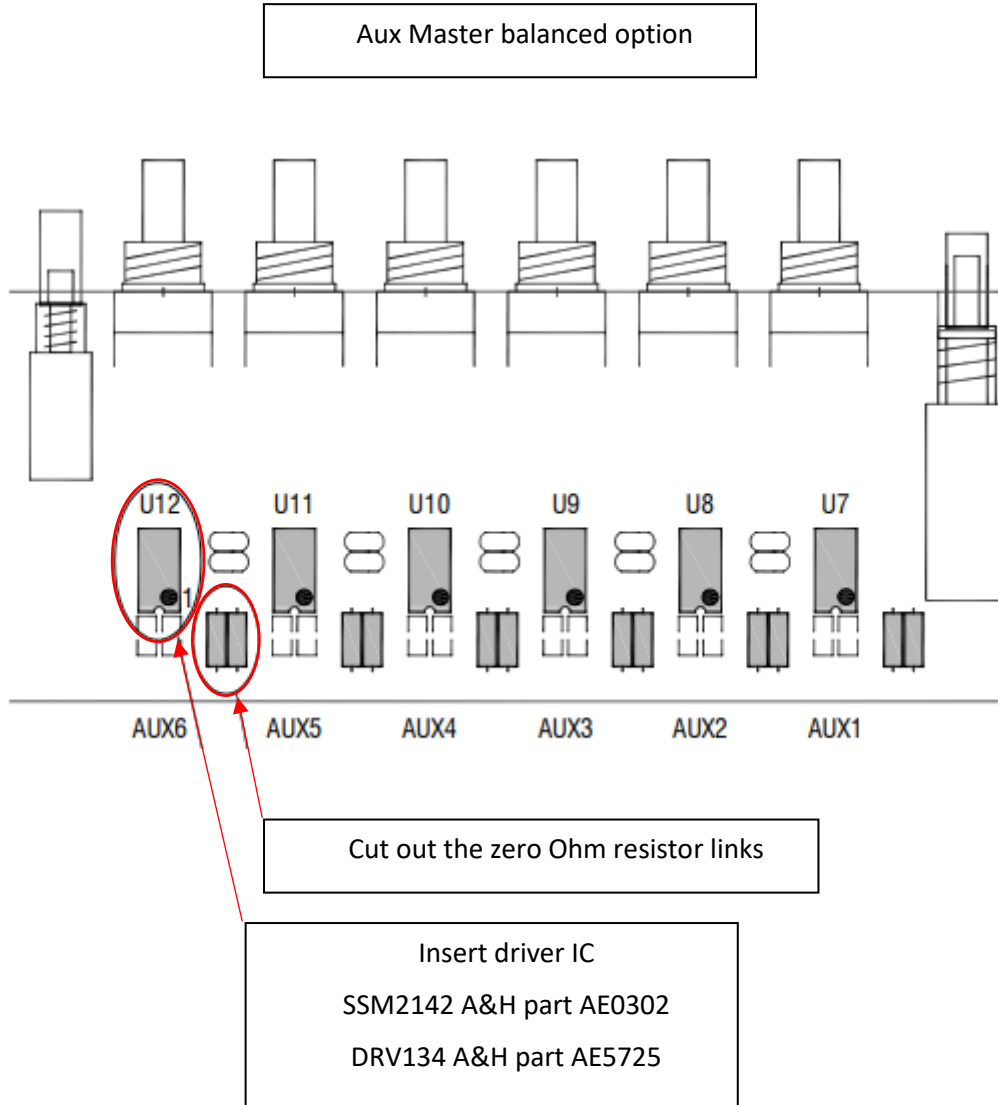 Aux Master balanced option
U12 U11 U10 U9 U8 U7
1
AUX6 AUX5 AUX4 AUX3 AUX2 AUX1
Cut out the zero Ohm resistor links
Insert driver IC
SSM2142 A&H part AE0302
DRV134 A&H part AE5725